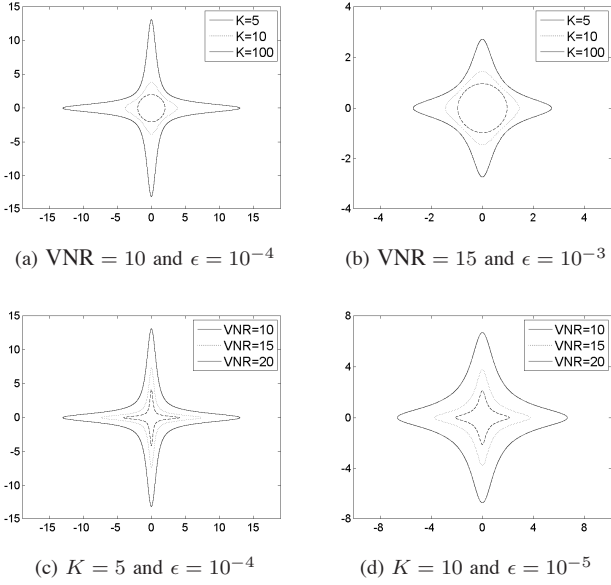 15
10
5
0
-5
-10
-15
-15 -10 -5 0 5 10 15
K=5
K=10
K=100
(a) VNR = 10 and ϵ = 10⁻⁴
4
2
0
-2
-4
-4 -2 0 2 4
K=5
K=10
K=100
(b) VNR = 15 and ϵ = 10⁻³
15
10
5
0
-5
-10
-15
-15 -10 -5 0 5 10 15
VNR=10
VNR=15
VNR=20
(c) K = 5 and ϵ = 10⁻⁴
8
4
0
-4
-8
-8 -4 0 4 8
VNR=10
VNR=15
VNR=20
(d) K = 10 and ϵ = 10⁻⁵